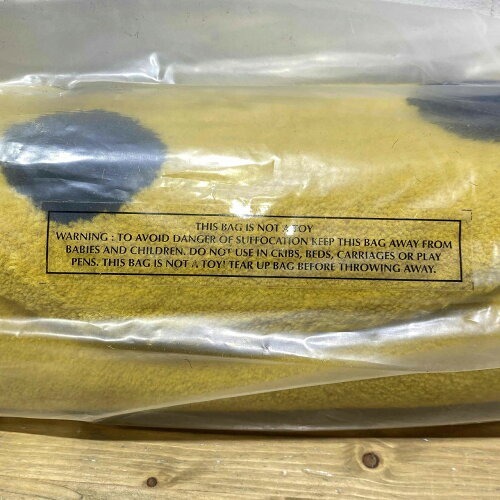 THIS BAG IS NOT A TOY
WARNING : TO AVOID DANGER OF SUFFOCATION KEEP THIS BAG AWAY FROM
BABIES AND CHILDREN. DO NOT USE IN CRIBS, BEDS, CARRIAGES OR PLAY
PENS. THIS BAG IS NOT A TOY! TEAR UP BAG BEFORE THROWING AWAY.